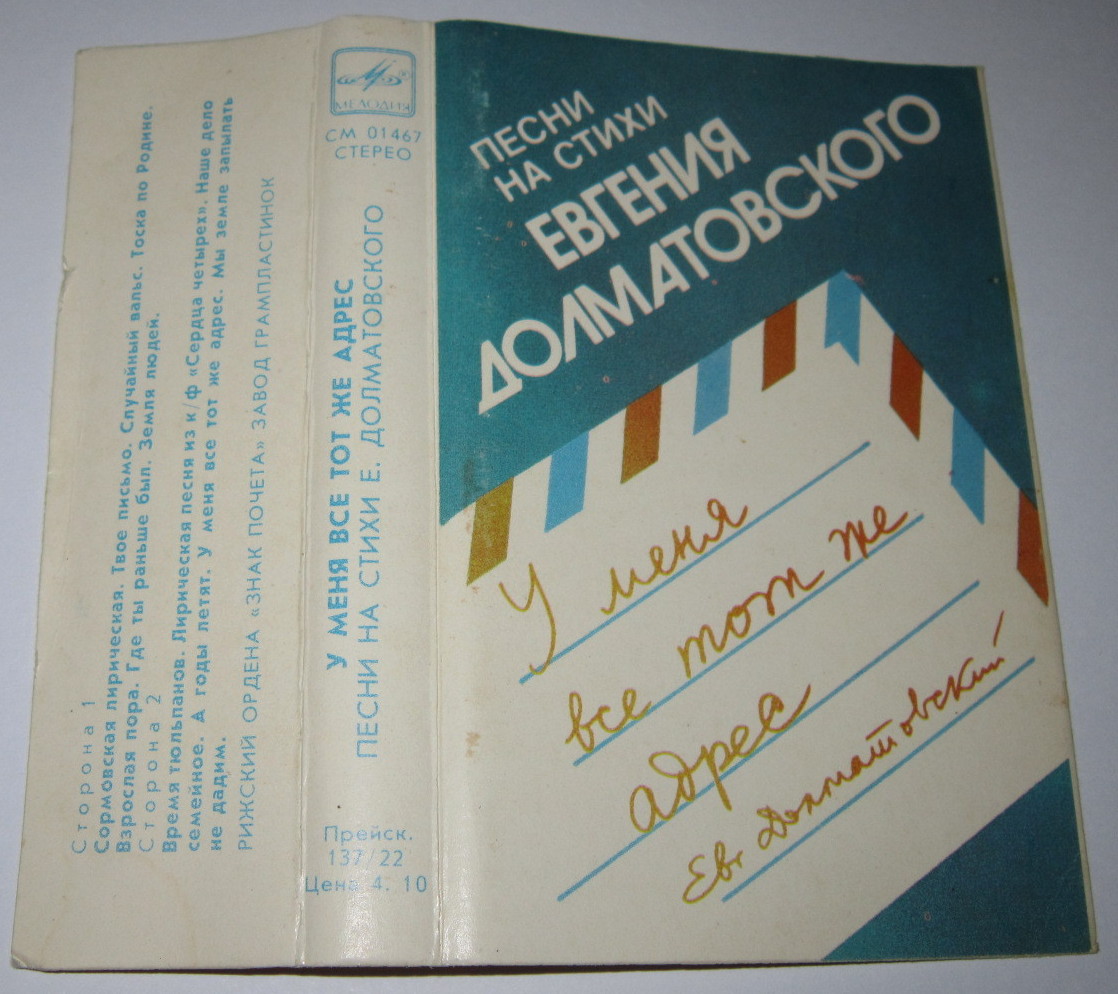 Сторона 1
Сормовская лирическая. Твое письмо. Случайный вальс. Тоска по Родине.
Взрослая пора. Где ты раньше был. Земля людей.
Сторона 2
Время тюльпанов. Лирическая песня из к/ф «Сердца четырех». Наше дело
семейное. А годы летят. У меня все тот же адрес. Мы земле запылать
не дадим.
РИЖСКИЙ ОРДЕНА «ЗНАК ПОЧЕТА» ЗАВОД ГРАМПЛАСТИНОК
МЕЛОДИЯ
СМ 01467
СТЕРЕО
У МЕНЯ ВСЕ ТОТ ЖЕ АДРЕС
ПЕСНИ НА СТИХИ Е. ДОЛМАТОВСКОГО
Прейск.
137/22
Цена 4. 10
ПЕСНИ
НА СТИХИ
ЕВГЕНИЯ
ДОЛМАТОВСКОГО
У меня
все тот же
адрес
Евг Долматовский